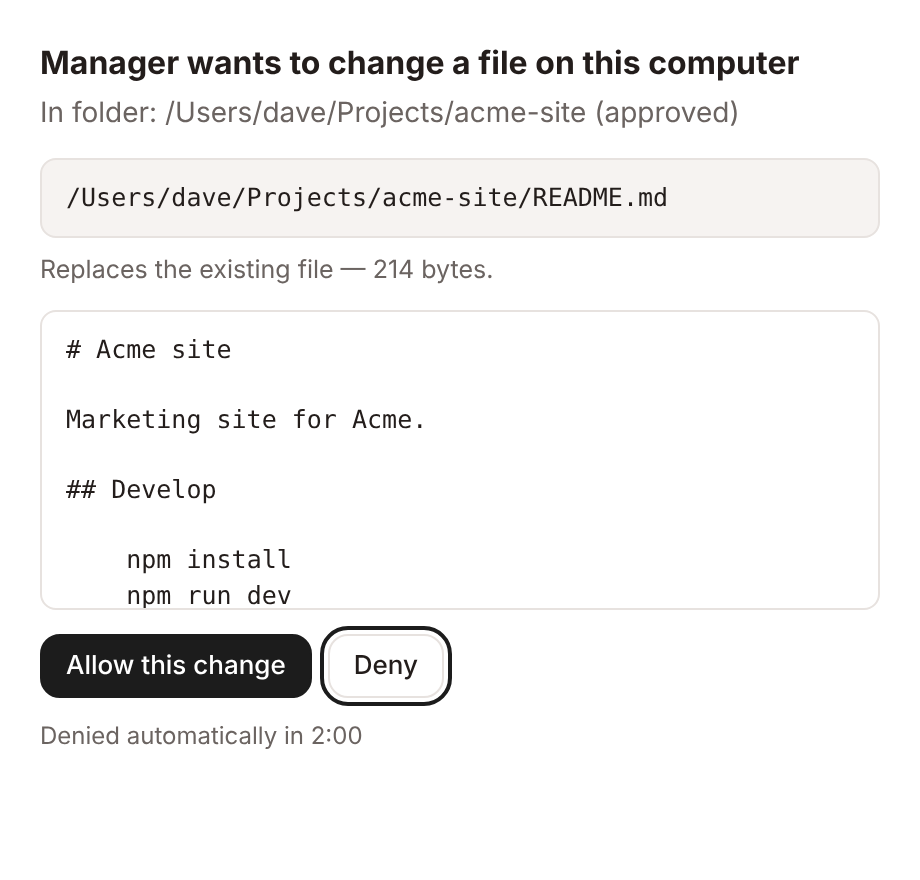 Manager wants to change a file on this computer
In folder: /Users/dave/Projects/acme-site (approved)
/Users/dave/Projects/acme-site/README.md
Replaces the existing file — 214 bytes.
# Acme site
Marketing site for Acme.
## Develop
    npm install
    npm run dev
Allow this change
Deny
Denied automatically in 2:00